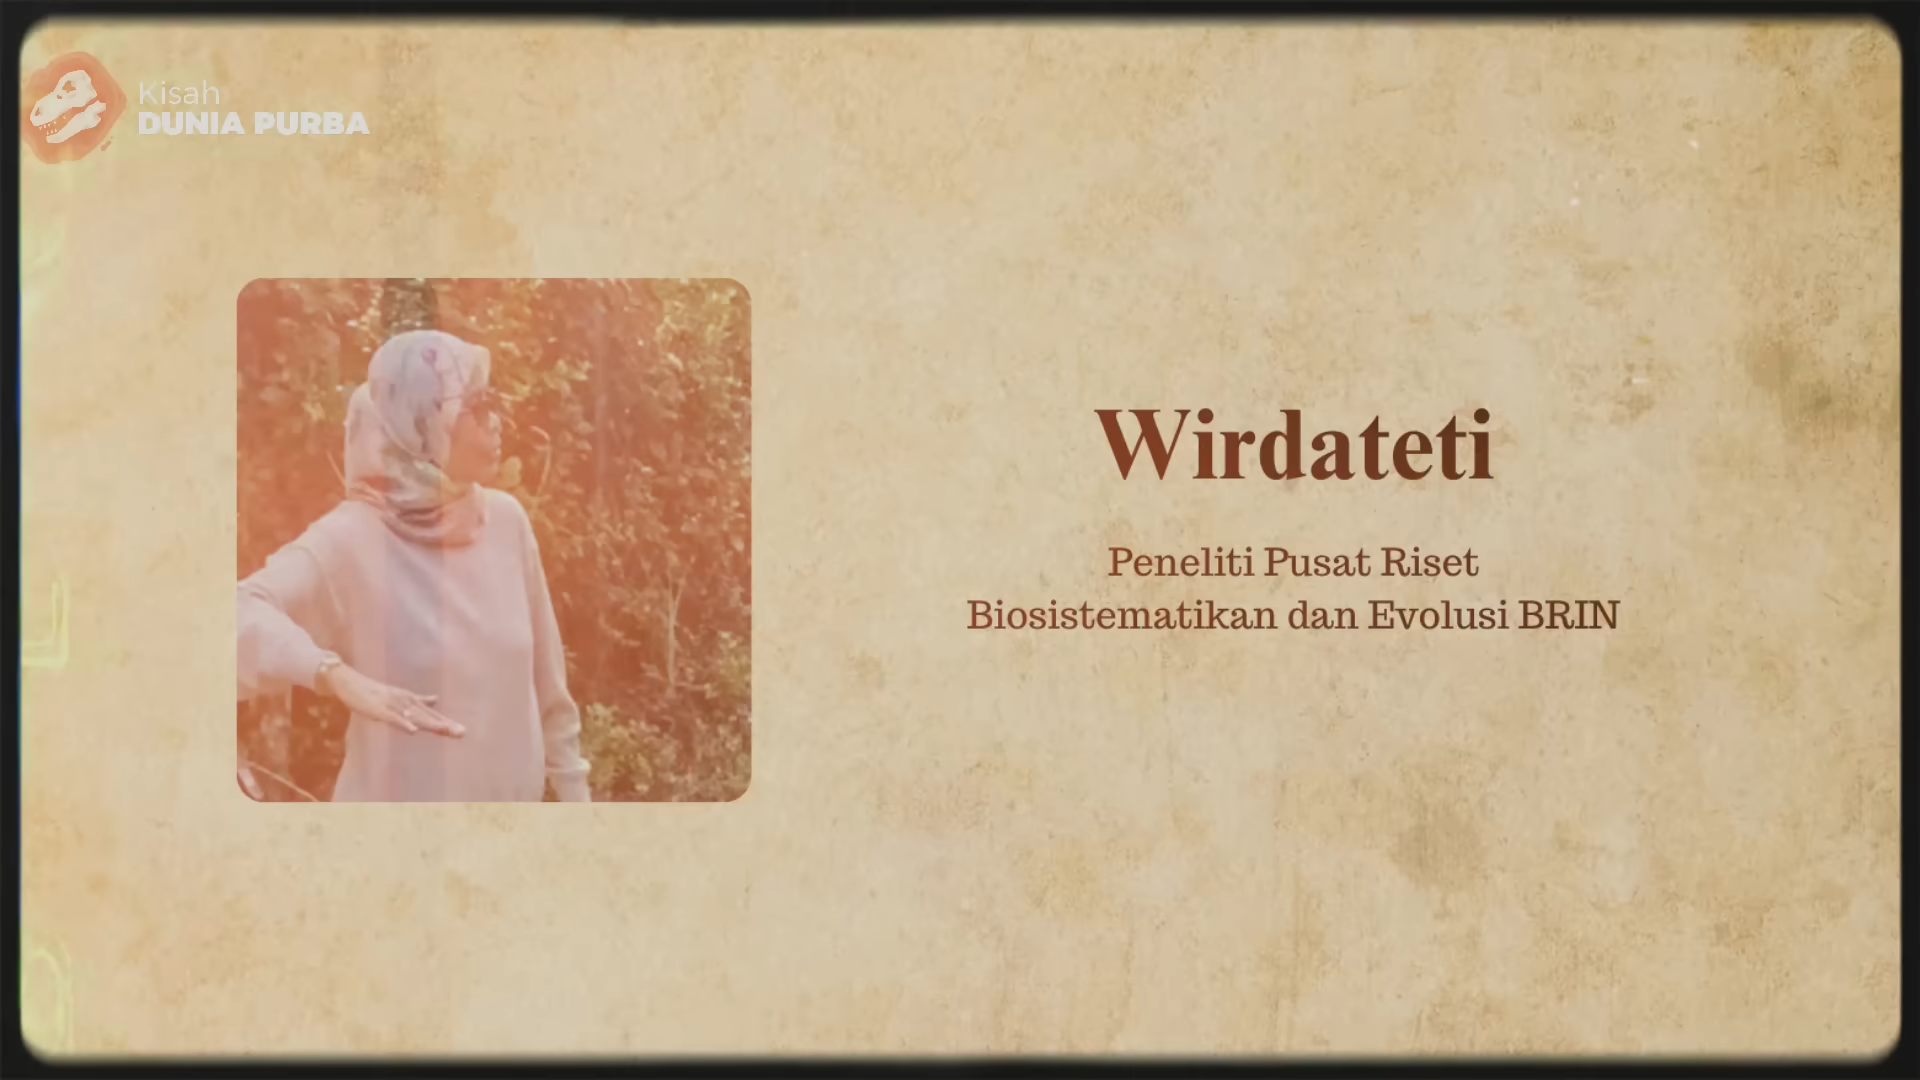 Kisah
DUNIA PURBA
Wirdateti
Peneliti Pusat Riset
Biosistematikan dan Evolusi BRIN